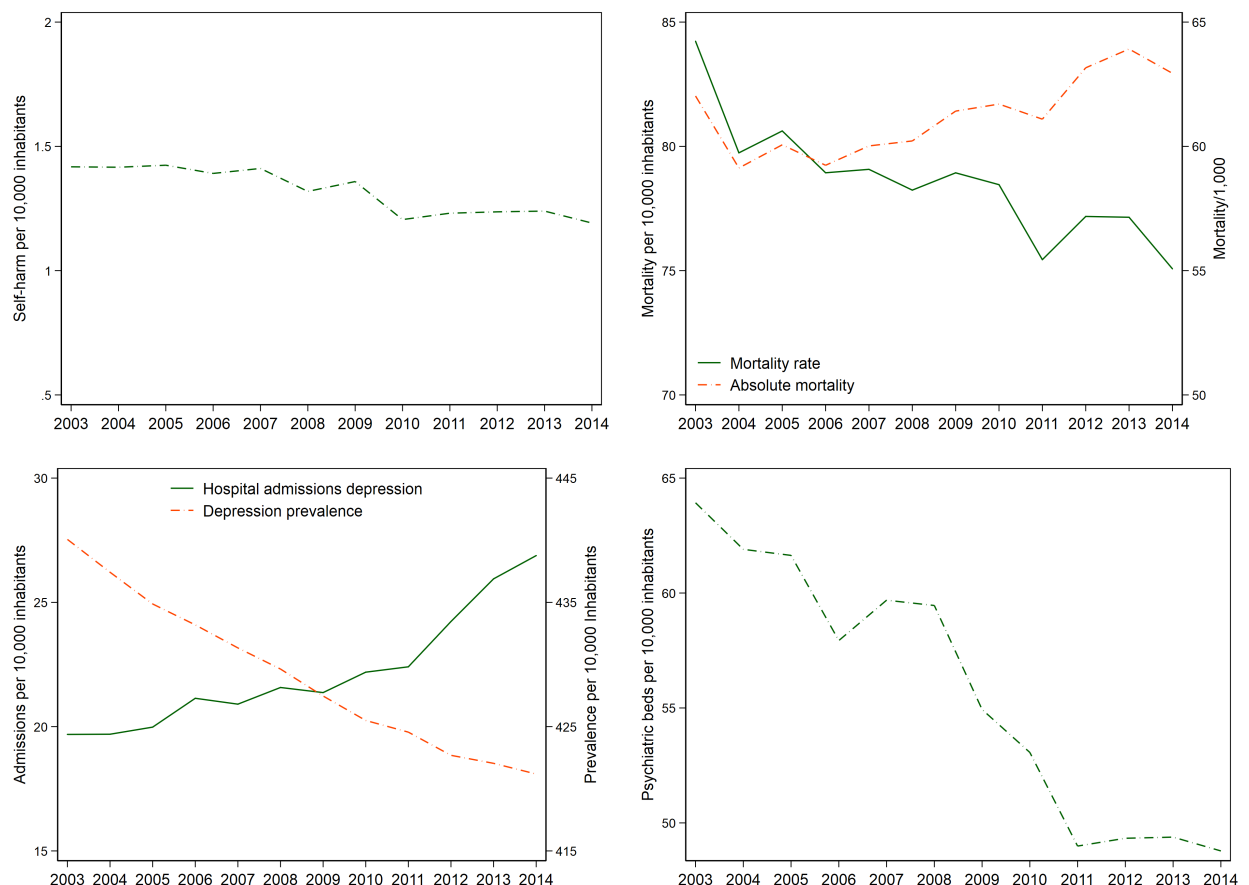 2
1.5
1
.5
Self-harm per 10,000 inhabitants
2003 2004 2005 2006 2007 2008 2009 2010 2011 2012 2013 2014
85
80
75
70
Mortality per 10,000 inhabitants
65
60
55
50
Mortality/1,000
Mortality rate
Absolute mortality
2003 2004 2005 2006 2007 2008 2009 2010 2011 2012 2013 2014
30
25
20
15
Admissions per 10,000 inhabitants
445
435
425
415
Prevalence per 10,000 Inhabitants
Hospital admissions depression
Depression prevalence
2003 2004 2005 2006 2007 2008 2009 2010 2011 2012 2013 2014
65
60
55
50
Psychiatric beds per 10,000 inhabitants
2003 2004 2005 2006 2007 2008 2009 2010 2011 2012 2013 2014